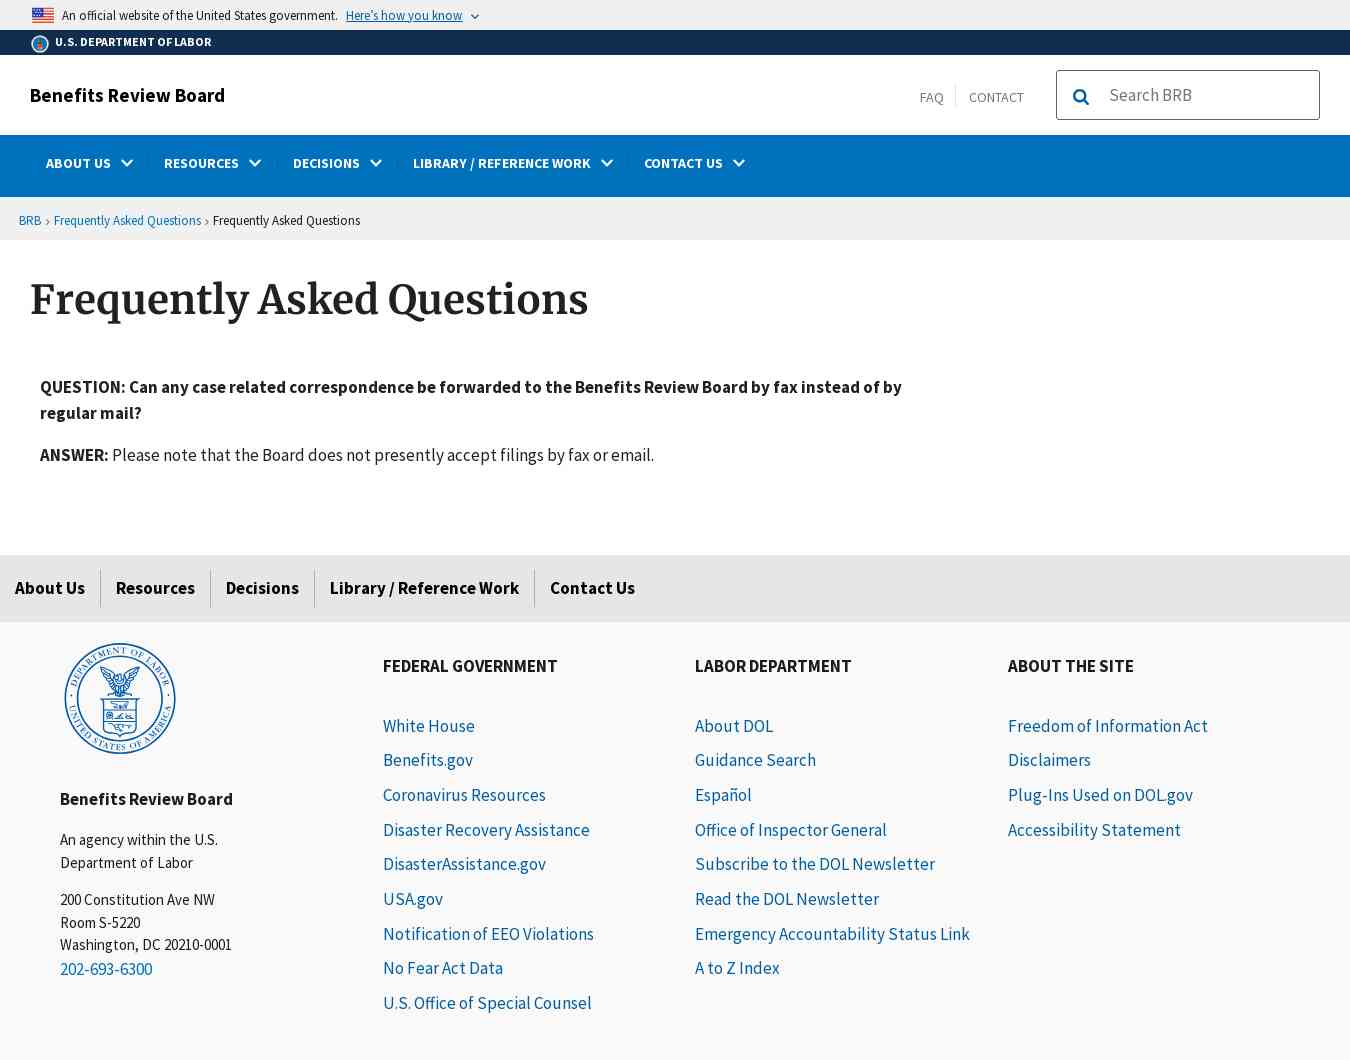 An official website of the United States government. Here's how you know
U.S. DEPARTMENT OF LABOR
Benefits Review Board
FAQ
CONTACT
Search BRB
ABOUT US
RESOURCES
DECISIONS
LIBRARY / REFERENCE WORK
CONTACT US
BRB › Frequently Asked Questions › Frequently Asked Questions
Frequently Asked Questions
QUESTION: Can any case related correspondence be forwarded to the Benefits Review Board by fax instead of by
regular mail?
ANSWER: Please note that the Board does not presently accept filings by fax or email.
About Us
Resources
Decisions
Library / Reference Work
Contact Us
DEPARTMENT OF LABOR
UNITED STATES OF AMERICA
Benefits Review Board
An agency within the U.S.
Department of Labor
200 Constitution Ave NW
Room S-5220
Washington, DC 20210-0001
202-693-6300
FEDERAL GOVERNMENT
White House
Benefits.gov
Coronavirus Resources
Disaster Recovery Assistance
DisasterAssistance.gov
USA.gov
Notification of EEO Violations
No Fear Act Data
U.S. Office of Special Counsel
LABOR DEPARTMENT
About DOL
Guidance Search
Español
Office of Inspector General
Subscribe to the DOL Newsletter
Read the DOL Newsletter
Emergency Accountability Status Link
A to Z Index
ABOUT THE SITE
Freedom of Information Act
Disclaimers
Plug-Ins Used on DOL.gov
Accessibility Statement